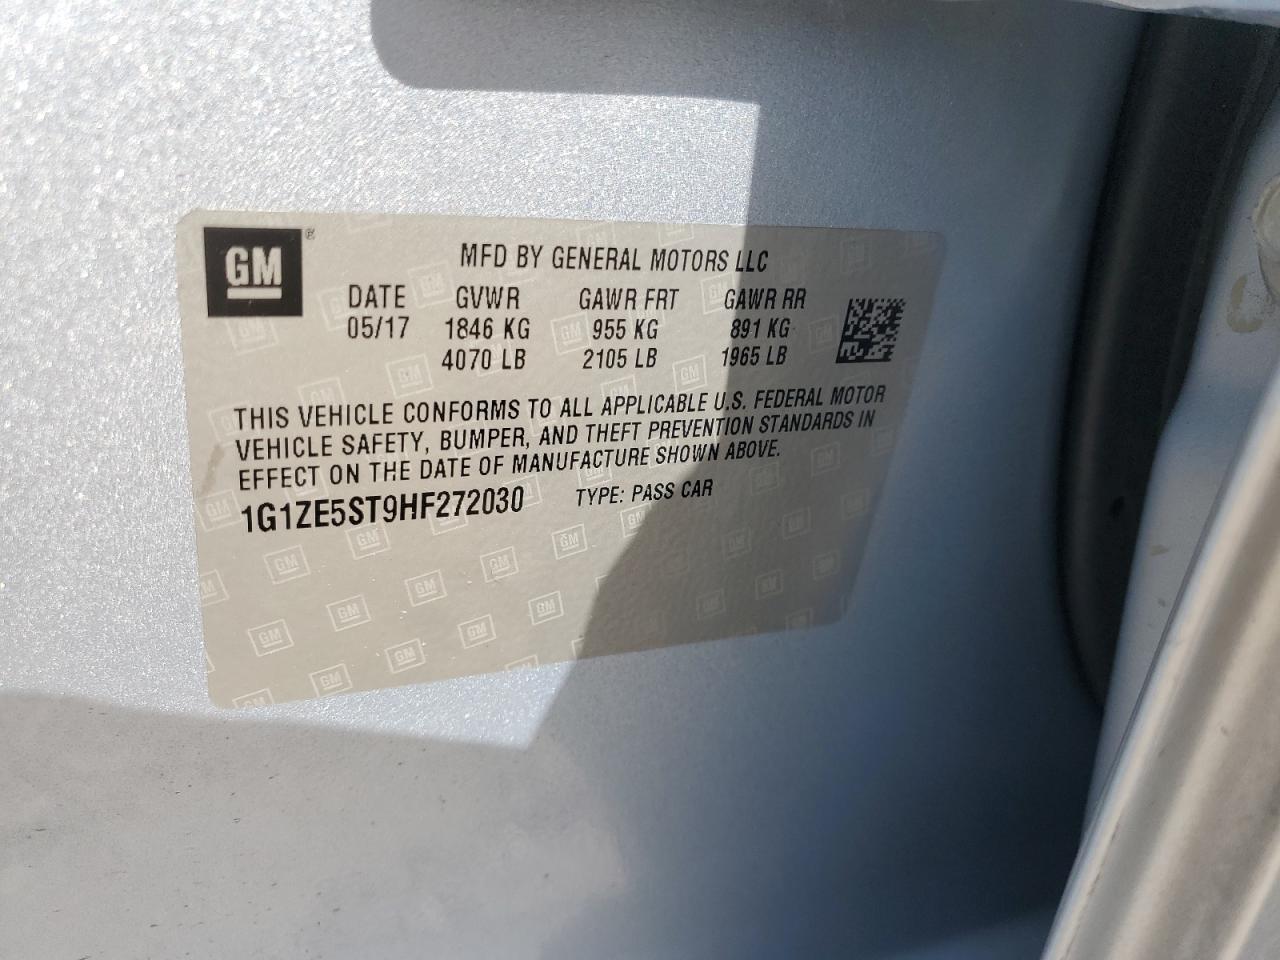 GM®
MFD BY GENERAL MOTORS LLC
DATE GVWR GAWR FRT GAWR RR
05/17 1846 KG 955 KG 891 KG
4070 LB 2105 LB 1965 LB
THIS VEHICLE CONFORMS TO ALL APPLICABLE U.S. FEDERAL MOTOR
VEHICLE SAFETY, BUMPER, AND THEFT PREVENTION STANDARDS IN
EFFECT ON THE DATE OF MANUFACTURE SHOWN ABOVE.
1G1ZE5ST9HF272030 TYPE: PASS CAR